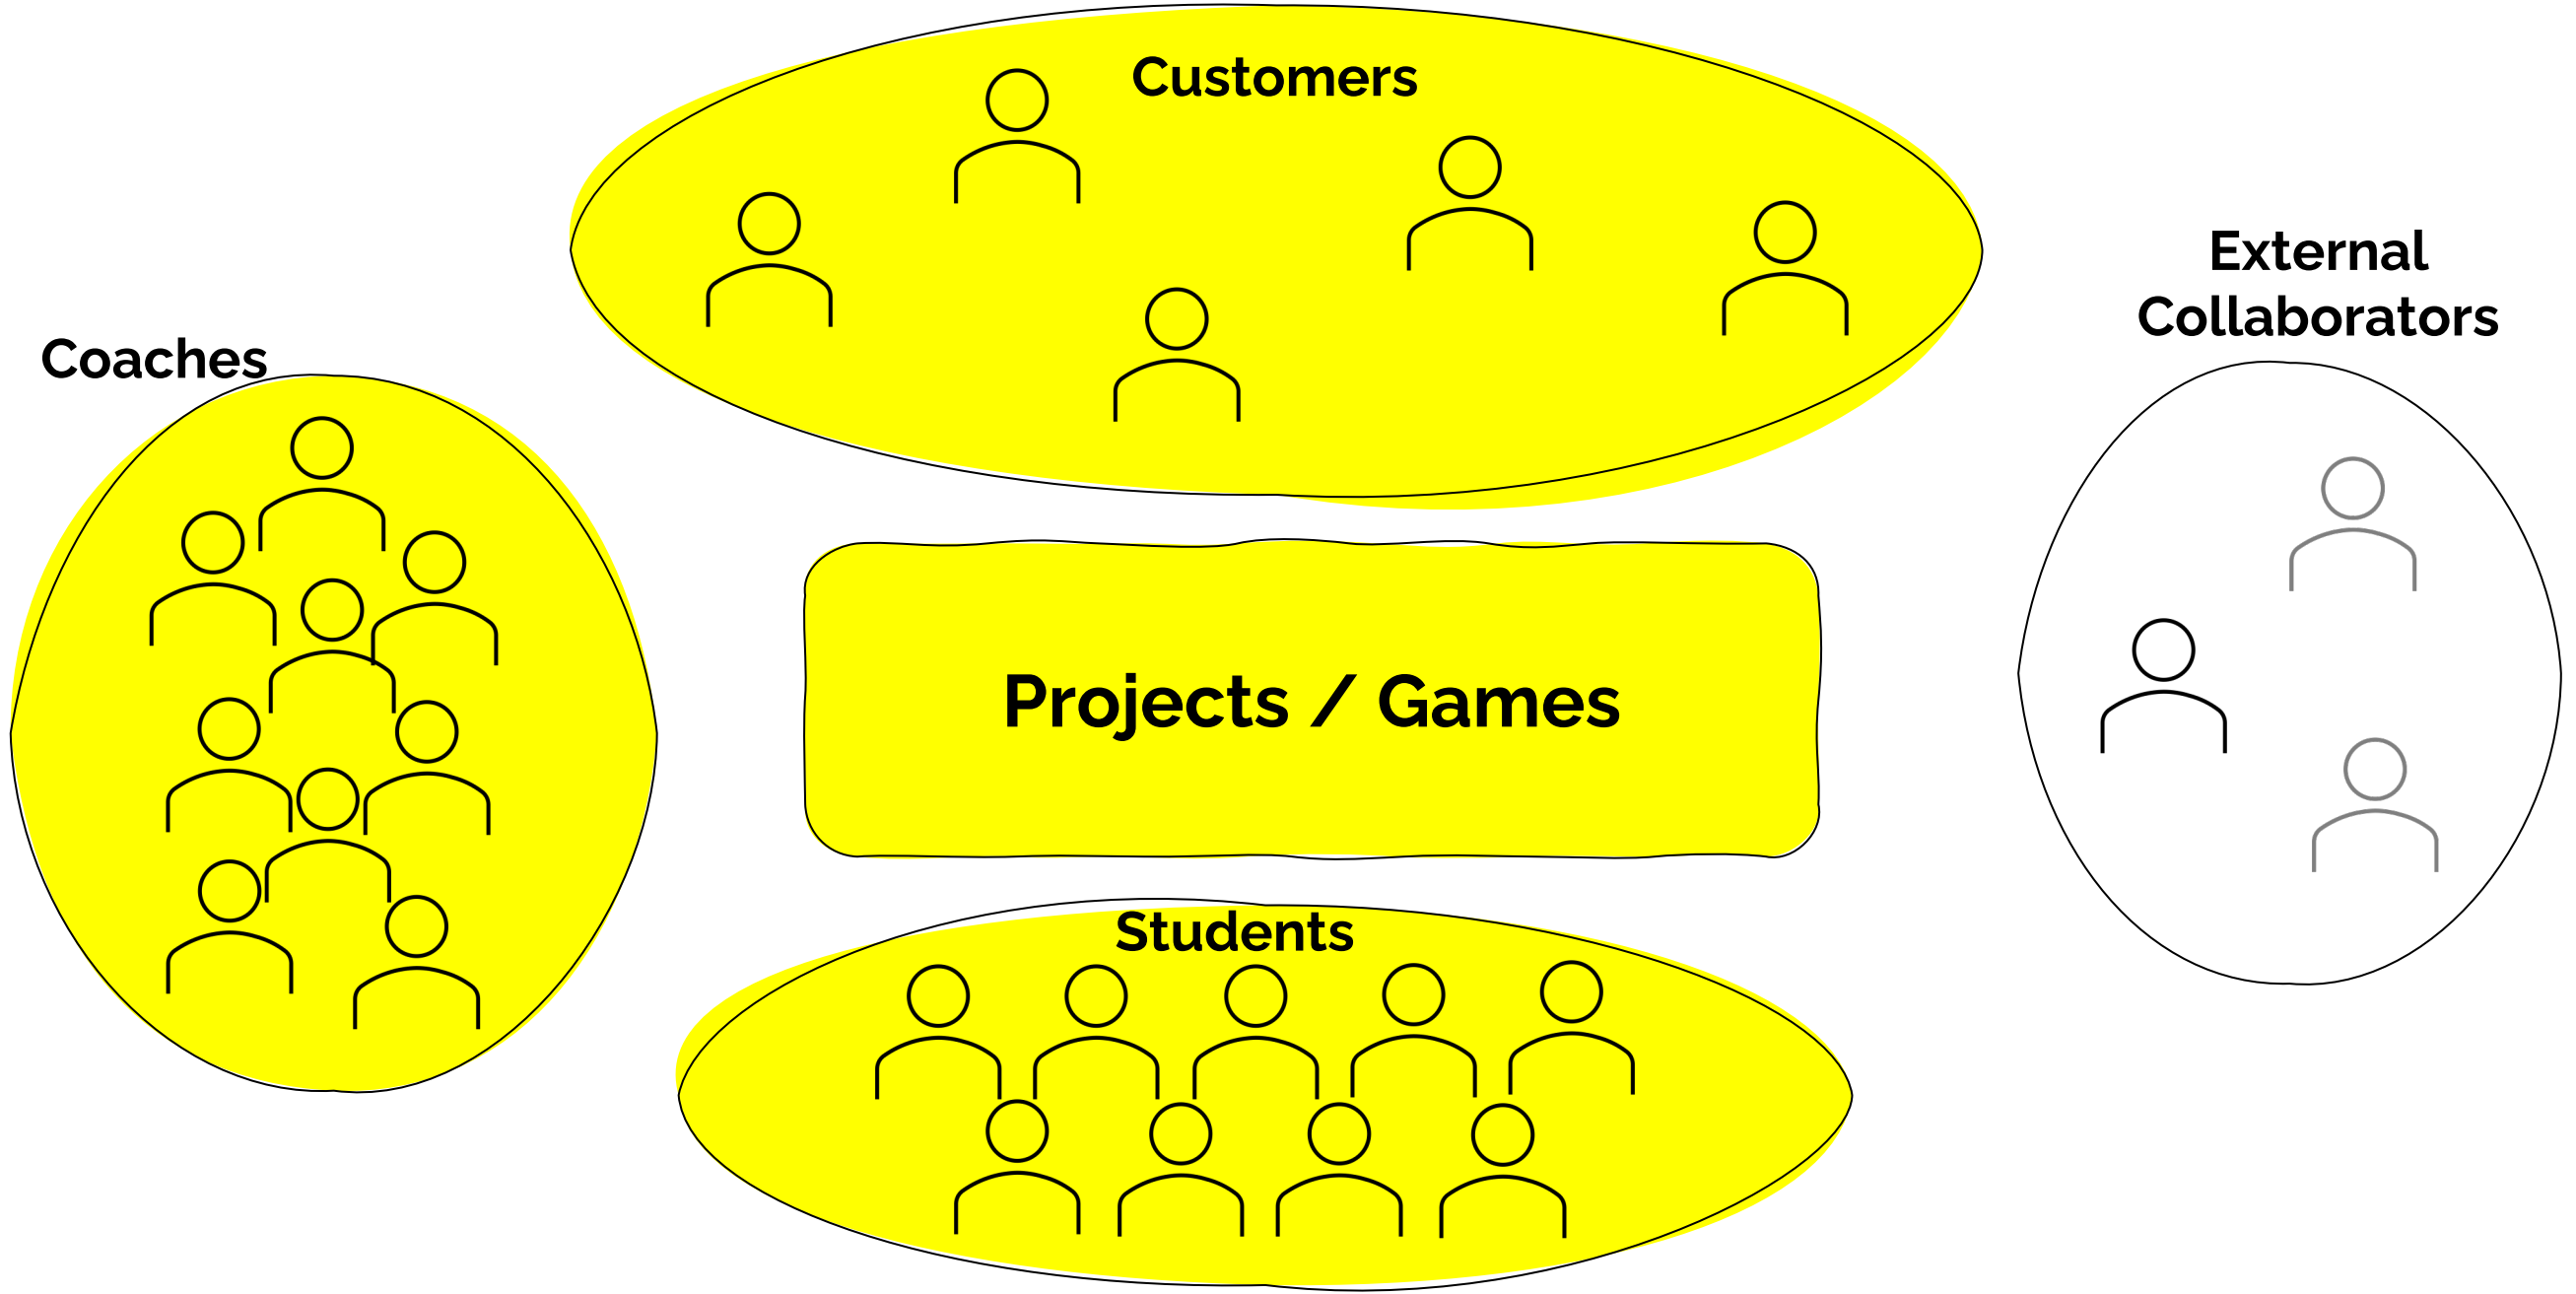 Customers
External
Collaborators
Coaches
Projects / Games
Students